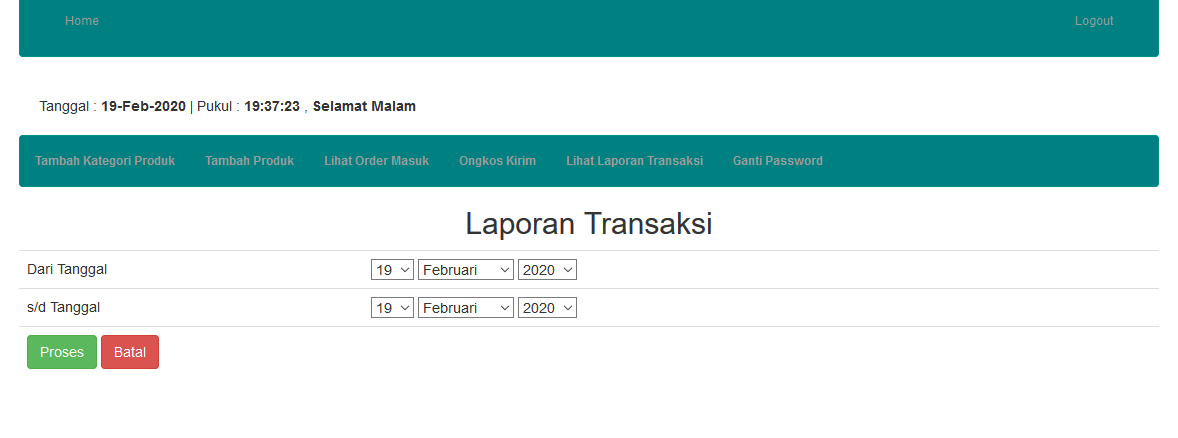 Home Logout
Tanggal : 19-Feb-2020 | Pukul : 19:37:23 , Selamat Malam
Tambah Kategori Produk Tambah Produk Lihat Order Masuk Ongkos Kirim Lihat Laporan Transaksi Ganti Password
Laporan Transaksi
Dari Tanggal 19 Februari 2020
s/d Tanggal 19 Februari 2020
Proses Batal